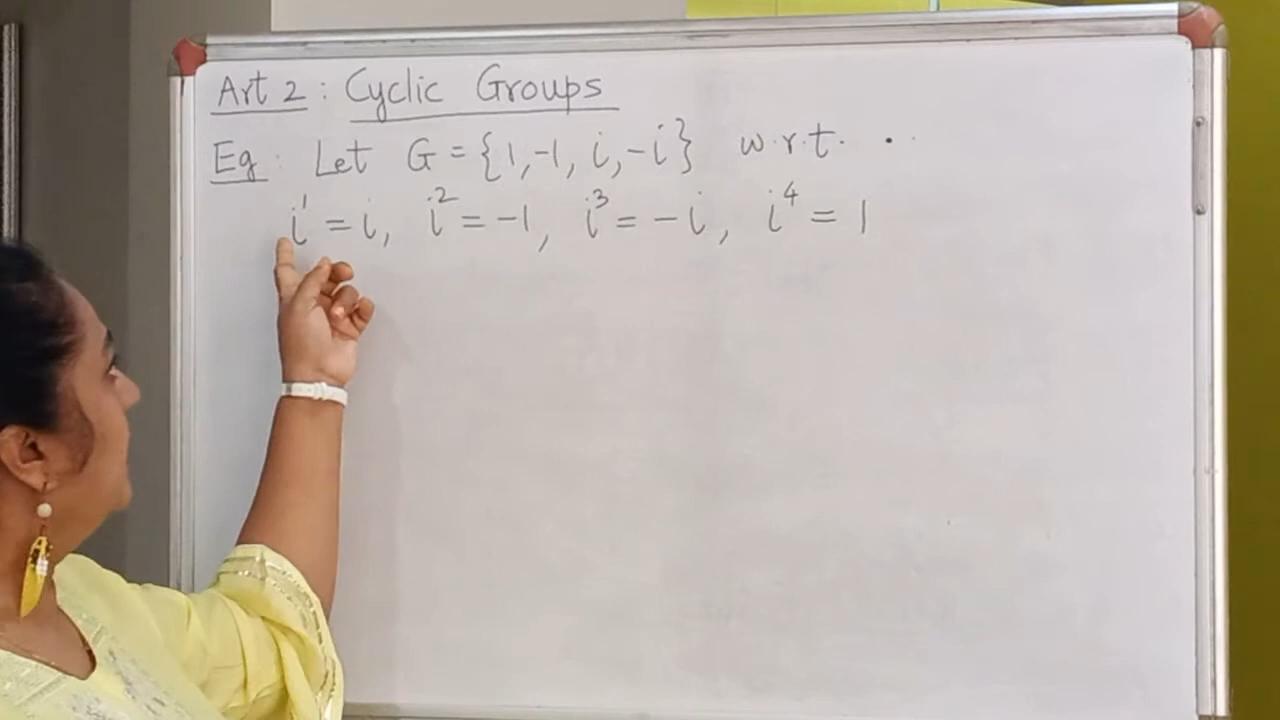 Art 2 : Cyclic Groups
Eg : Let G = {1, -1, i, -i} w.r.t. ·
i¹ = i, i² = -1, i³ = -i, i⁴ = 1